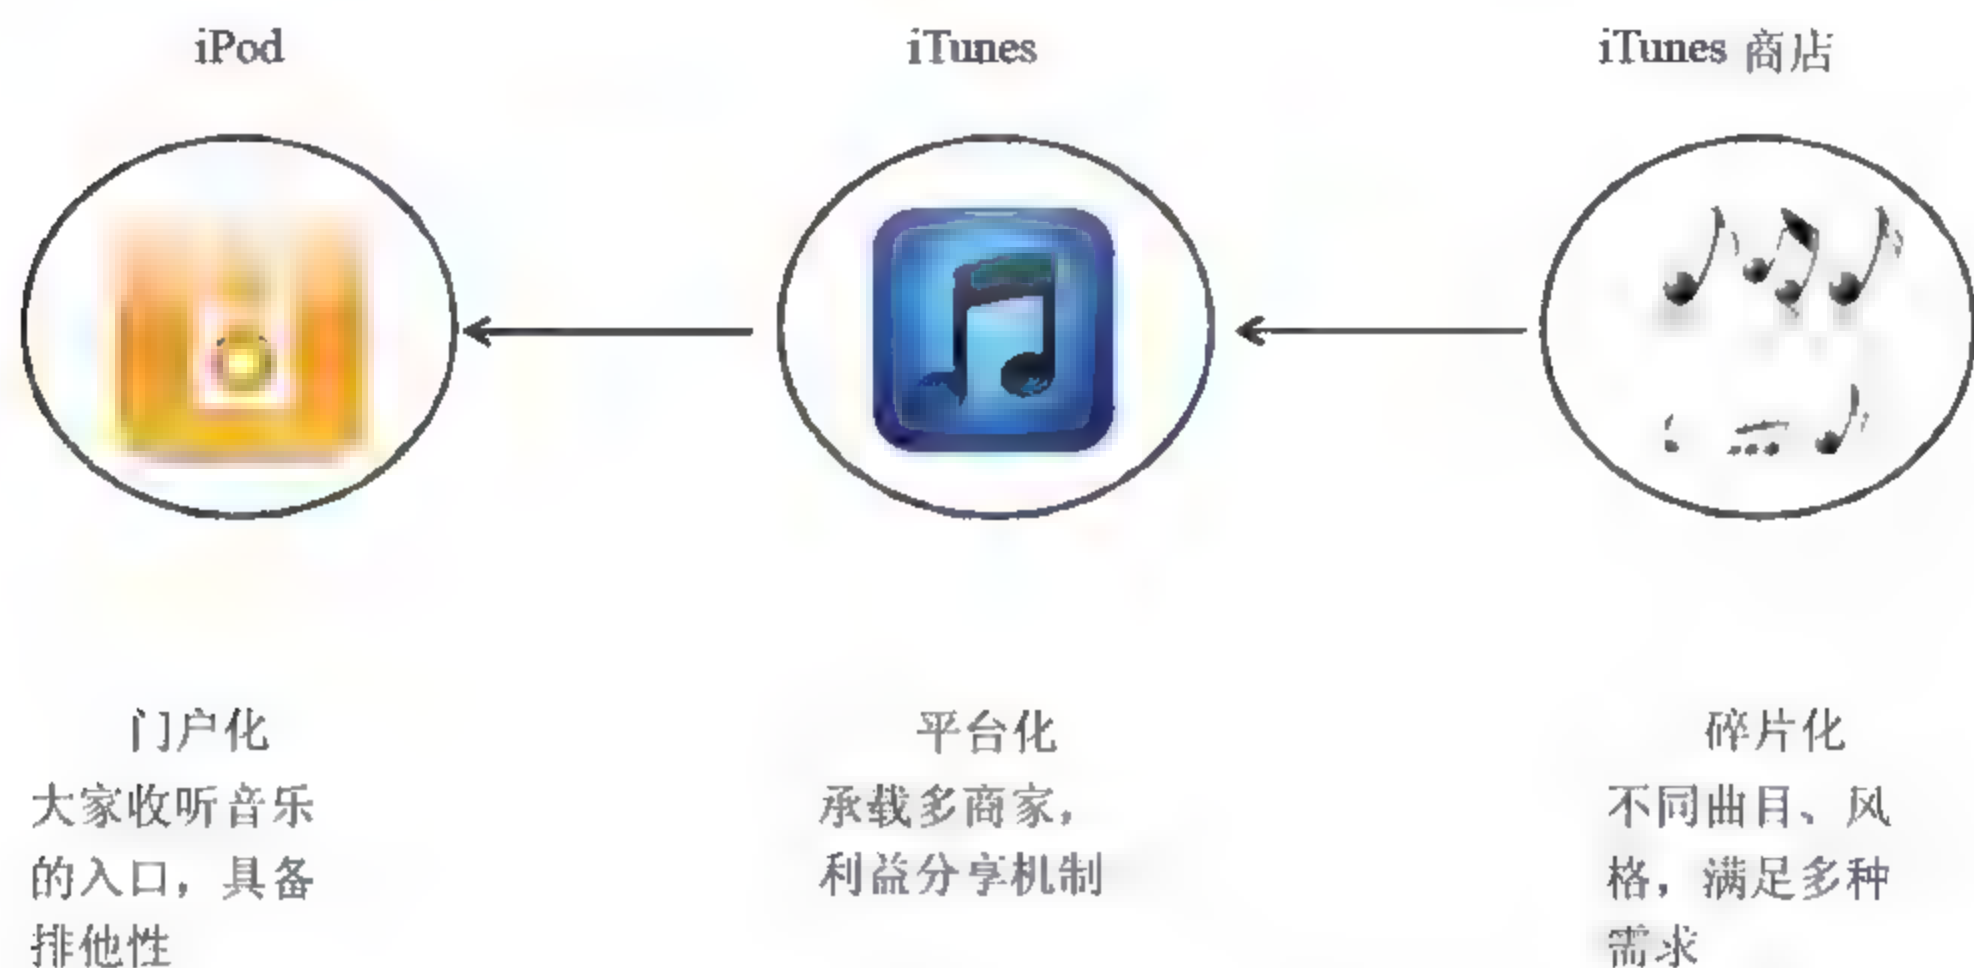 iPod
iTunes
iTunes 商店
门户化
大家收听音乐
的入口，具备
排他性
平台化
承载多商家，
利益分享机制
碎片化
不同曲目、风
格，满足多种
需求